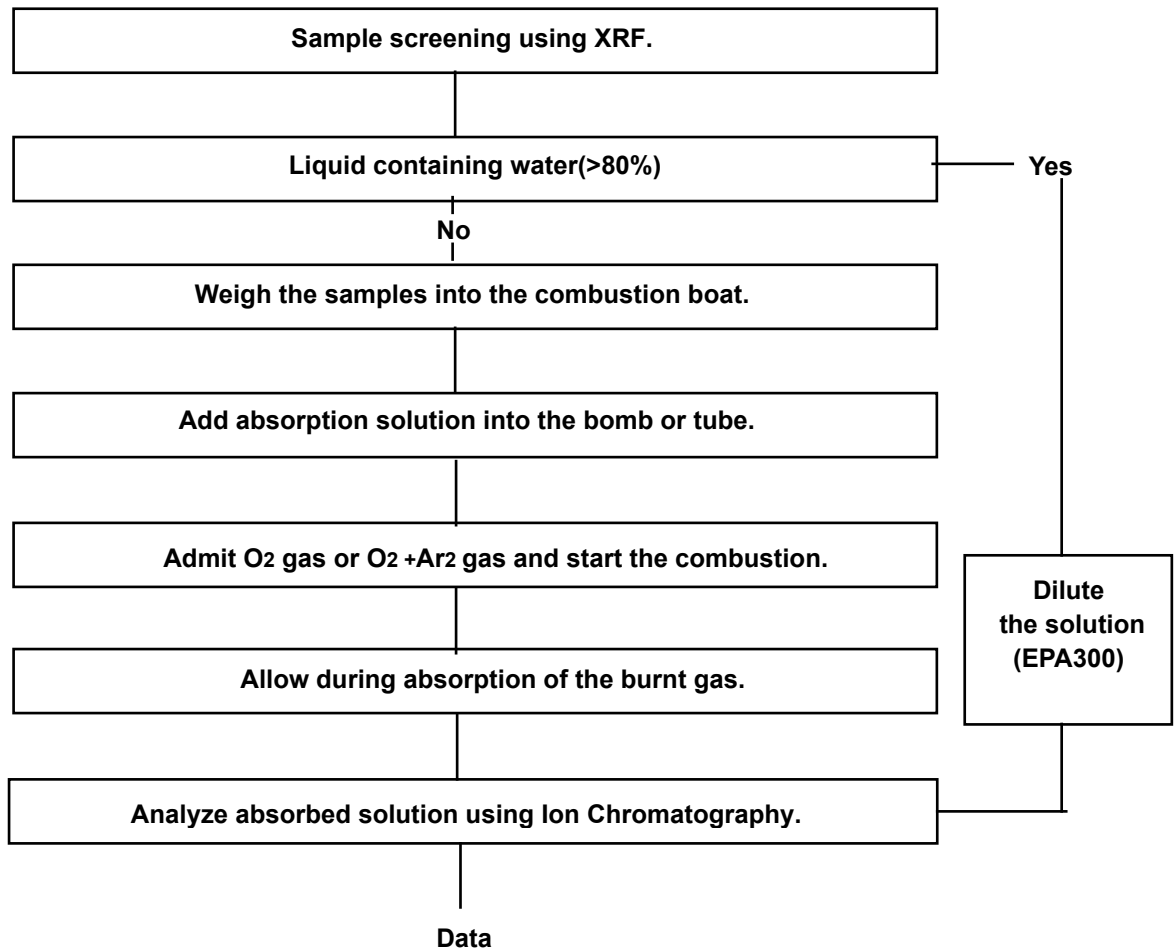 Sample screening using XRF.
Liquid containing water(>80%)
Yes
No
Weigh the samples into the combustion boat.
Add absorption solution into the bomb or tube.
Admit O2 gas or O2 +Ar2 gas and start the combustion.
Dilute
the solution
(EPA300)
Allow during absorption of the burnt gas.
Analyze absorbed solution using Ion Chromatography.
Data